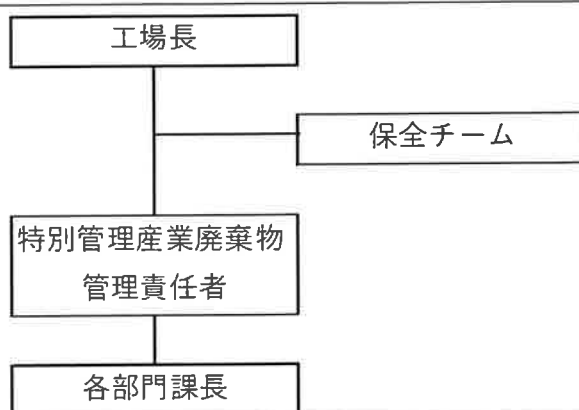 工場長
保全チーム
特別管理産業廃棄物
管理責任者
各部門課長